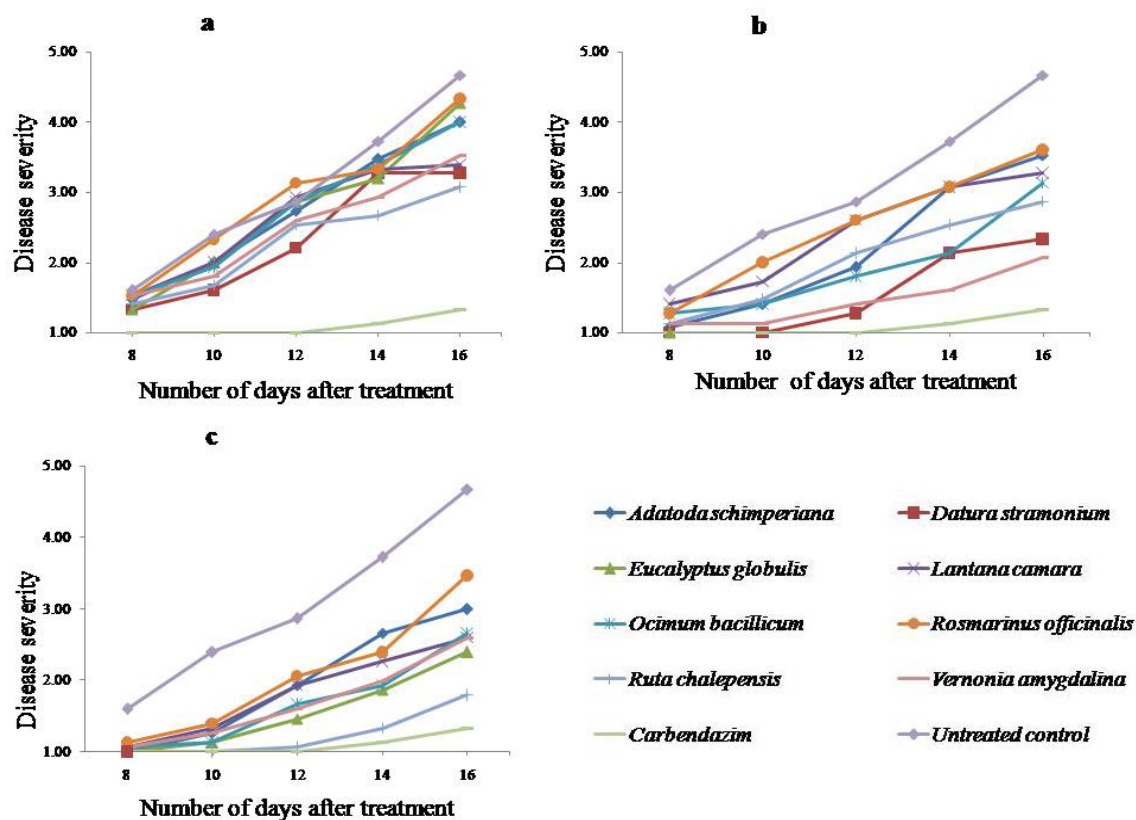 a
5.00
4.00
3.00
2.00
1.00
8 10 12 14 16
Disease severity
Number of days after treatment
b
5.00
4.00
3.00
2.00
1.00
8 10 12 14 16
Disease severity
Number of days after treatment
c
5.00
4.00
3.00
2.00
1.00
8 10 12 14 16
Disease severity
Number of days after treatment
Adatoda schimperiana
Datura stramonium
Eucalyptus globulis
Lantana camara
Ocimum bacillicum
Rosmarinus officinalis
Ruta chalepensis
Vernonia amygdalina
Carbendazim
Untreated control